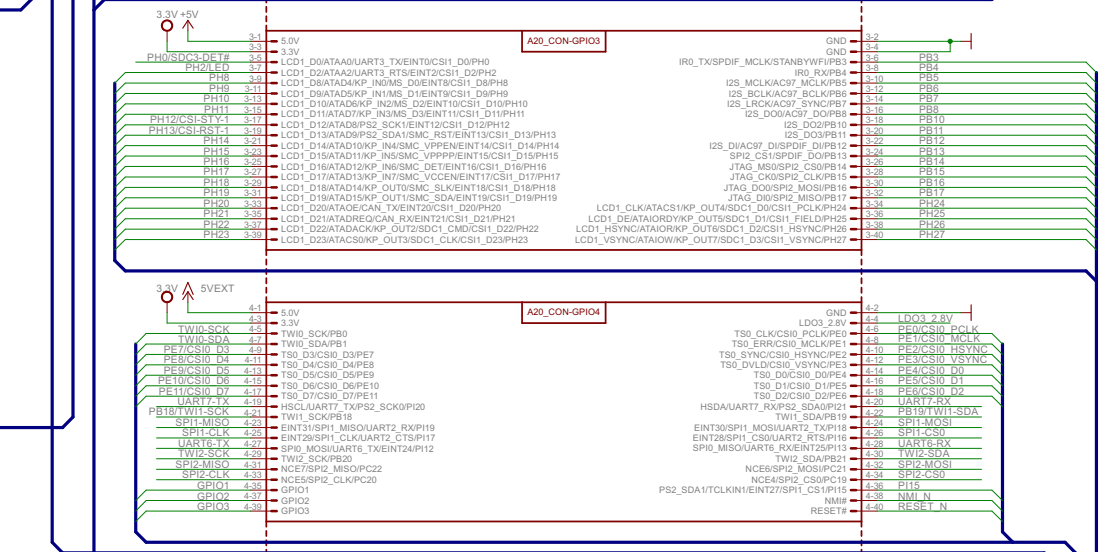 3.3V +5V
A20_CON-GPIO3
3-1 5.0V GND 3-2
3-3 3.3V GND 3-4
PH0/SDC3-DET# 3-5 LCD1_D0/ATAA0/UART3_TX/EINT0/CSI1_D0/PH0 IR0_TX/SPDIF_MCLK/STANBYWFI/PB3 3-6 PB3
PH2/LED 3-7 LCD1_D2/ATAA2/UART3_RTS/EINT2/CSI1_D2/PH2 IR0_RX/PB4 3-8 PB4
PH8 3-9 LCD1_D8/ATAD4/KP_IN0/MS_D0/EINT8/CSI1_D8/PH8 I2S_MCLK/AC97_MCLK/PB5 3-10 PB5
PH9 3-11 LCD1_D9/ATAD5/KP_IN1/MS_D1/EINT9/CSI1_D9/PH9 I2S_BCLK/AC97_BCLK/PB6 3-12 PB6
PH10 3-13 LCD1_D10/ATAD6/KP_IN2/MS_D2/EINT10/CSI1_D10/PH10 I2S_LRCK/AC97_SYNC/PB7 3-14 PB7
PH11 3-15 LCD1_D11/ATAD7/KP_IN3/MS_D3/EINT11/CSI1_D11/PH11 I2S_DO0/AC97_DO/PB8 3-16 PB8
PH12/CSI-STY-1 3-17 LCD1_D12/ATAD8/PS2_SCK1/EINT12/CSI1_D12/PH12 I2S_DO2/PB10 3-18 PB10
PH13/CSI-RST-1 3-19 LCD1_D13/ATAD9/PS2_SDA1/SMC_RST/EINT13/CSI1_D13/PH13 I2S_DO3/PB11 3-20 PB11
PH14 3-21 LCD1_D14/ATAD10/KP_IN4/SMC_VPPEN/EINT14/CSI1_D14/PH14 I2S_DI/AC97_DI/SPDIF_DI/PB12 3-22 PB12
PH15 3-23 LCD1_D15/ATAD11/KP_IN5/SMC_VPPPP/EINT15/CSI1_D15/PH15 SPI2_CS1/SPDIF_DO/PB13 3-24 PB13
PH16 3-25 LCD1_D16/ATAD12/KP_IN6/SMC_DET/EINT16/CSI1_D16/PH16 JTAG_MS0/SPI2_CS0/PB14 3-26 PB14
PH17 3-27 LCD1_D17/ATAD13/KP_IN7/SMC_VCCEN/EINT17/CSI1_D17/PH17 JTAG_CK0/SPI2_CLK/PB15 3-28 PB15
PH18 3-29 LCD1_D18/ATAD14/KP_OUT0/SMC_SLK/EINT18/CSI1_D18/PH18 JTAG_DO0/SPI2_MOSI/PB16 3-30 PB16
PH19 3-31 LCD1_D19/ATAD15/KP_OUT1/SMC_SDA/EINT19/CSI1_D19/PH19 JTAG_DI0/SPI2_MISO/PB17 3-32 PB17
PH20 3-33 LCD1_D20/ATAOE/CAN_TX/EINT20/CSI1_D20/PH20 LCD1_CLK/ATACS1/KP_OUT4/SDC1_D0/CSI1_PCLK/PH24 3-34 PH24
PH21 3-35 LCD1_D21/ATADREQ/CAN_RX/EINT21/CSI1_D21/PH21 LCD1_DE/ATAIORDY/KP_OUT5/SDC1_D1/CSI1_FIELD/PH25 3-36 PH25
PH22 3-37 LCD1_D22/ATADACK/KP_OUT2/SDC1_CMD/CSI1_D22/PH22 LCD1_HSYNC/ATAIOR/KP_OUT6/SDC1_D2/CSI1_HSYNC/PH26 3-38 PH26
PH23 3-39 LCD1_D23/ATACS0/KP_OUT3/SDC1_CLK/CSI1_D23/PH23 LCD1_VSYNC/ATAIOW/KP_OUT7/SDC1_D3/CSI1_VSYNC/PH27 3-40 PH27
3.3V 5VEXT
A20_CON-GPIO4
4-1 5.0V GND 4-2
4-3 3.3V LDO3_2.8V 4-4 LDO3_2.8V
TWI0-SCK 4-5 TWI0_SCK/PB0 TS0_CLK/CSI0_PCLK/PE0 4-6 PE0/CSI0_PCLK
TWI0-SDA 4-7 TWI0_SDA/PB1 TS0_ERR/CSI0_MCLK/PE1 4-8 PE1/CSI0_MCLK
PE7/CSI0_D3 4-9 TS0_D3/CSI0_D3/PE7 TS0_SYNC/CSI0_HSYNC/PE2 4-10 PE2/CSI0_HSYNC
PE8/CSI0_D4 4-11 TS0_D4/CSI0_D4/PE8 TS0_DVLD/CSI0_VSYNC/PE3 4-12 PE3/CSI0_VSYNC
PE9/CSI0_D5 4-13 TS0_D5/CSI0_D5/PE9 TS0_D0/CSI0_D0/PE4 4-14 PE4/CSI0_D0
PE10/CSI0_D6 4-15 TS0_D6/CSI0_D6/PE10 TS0_D1/CSI0_D1/PE5 4-16 PE5/CSI0_D1
PE11/CSI0_D7 4-17 TS0_D7/CSI0_D7/PE11 TS0_D2/CSI0_D2/PE6 4-18 PE6/CSI0_D2
UART7-TX 4-19 HSCL/UART7_TX/PS2_SCK0/PI20 HSDA/UART7_RX/PS2_SDA0/PI21 4-20 UART7-RX
PB18/TWI1-SCK 4-21 TWI1_SCK/PB18 TWI1_SDA/PB19 4-22 PB19/TWI1-SDA
SPI1-MISO 4-23 EINT31/SPI1_MISO/UART2_RX/PI19 EINT30/SPI1_MOSI/UART2_TX/PI18 4-24 SPI1-MOSI
SPI1-CLK 4-25 EINT29/SPI1_CLK/UART2_CTS/PI17 EINT28/SPI1_CS0/UART2_RTS/PI16 4-26 SPI1-CS0
UART6-TX 4-27 SPI0_MOSI/UART6_TX/EINT24/PI12 SPI0_MISO/UART6_RX/EINT25/PI13 4-28 UART6-RX
TWI2-SCK 4-29 TWI2_SCK/PB20 TWI2_SDA/PB21 4-30 TWI2-SDA
SPI2-MISO 4-31 NCE7/SPI2_MISO/PC22 NCE6/SPI2_MOSI/PC21 4-32 SPI2-MOSI
SPI2-CLK 4-33 NCE5/SPI2_CLK/PC20 NCE4/SPI2_CS0/PC19 4-34 SPI2-CS0
GPIO1 4-35 GPIO1 PS2_SDA1/TCLKIN1/EINT27/SPI1_CS1/PI15 4-36 PI15
GPIO2 4-37 GPIO2 NMI# 4-38 NMI_N
GPIO3 4-39 GPIO3 RESET# 4-40 RESET_N